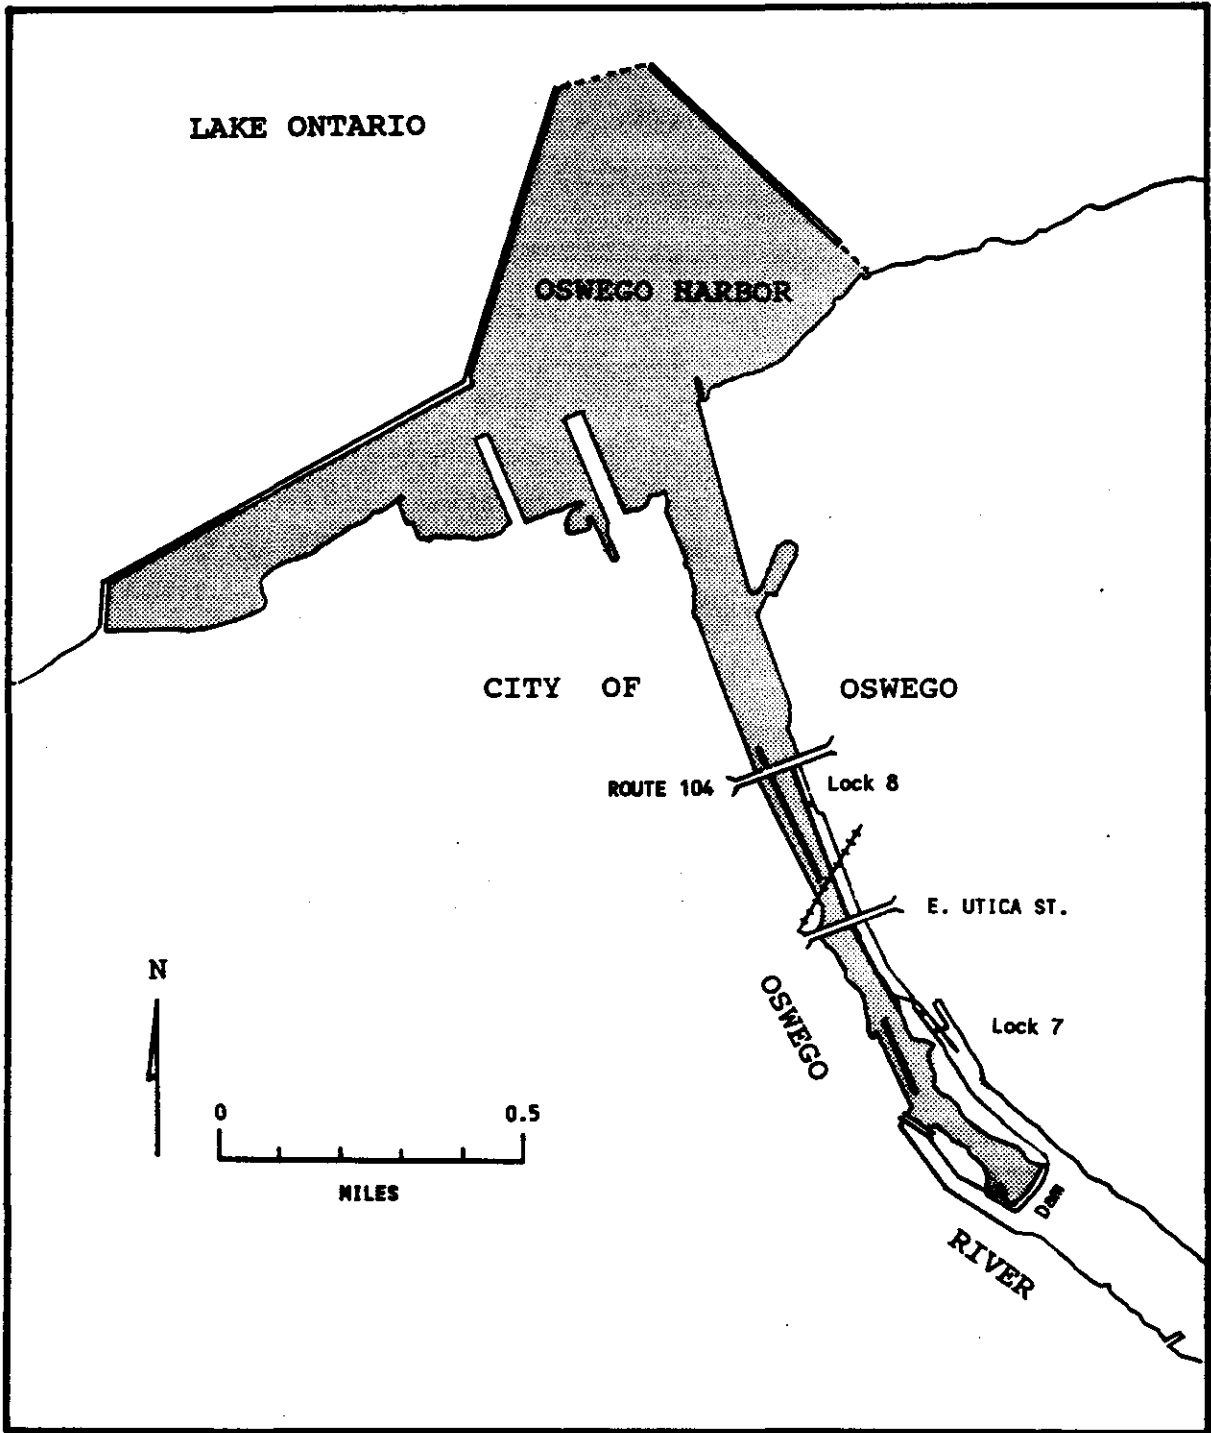 LAKE ONTARIO
OSWEGO HARBOR
CITY OF OSWEGO
ROUTE 104
Lock 8
E. UTICA ST.
N
OSWEGO
Lock 7
0 0.5
MILES
Dam
RIVER